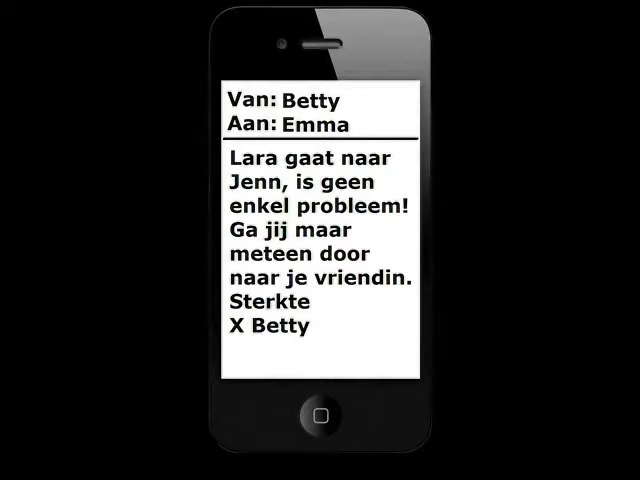 Van: Betty
Aan: Emma
Lara gaat naar
Jenn, is geen
enkel probleem!
Ga jij maar
meteen door
naar je vriendin.
Sterkte
X Betty